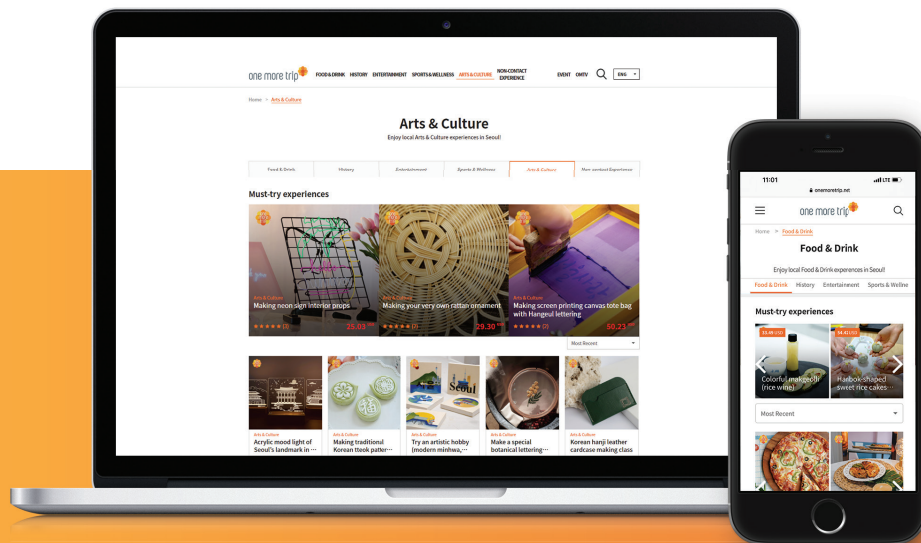 one more trip
FOOD & DRINK HISTORY ENTERTAINMENT SPORTS & WELLNESS ARTS & CULTURE NON-CONTACT EXPERIENCE EVENT OMTV ENG
Home > Arts & Culture
Arts & Culture
Enjoy local Arts & Culture experiences in Seoul!
Food & Drink History Entertainment Sports & Wellness Arts & Culture Non-contact Experience
Must-try experiences
Arts & Culture
Making neon sign interior props
★★★★★ (3) 25.03
Arts & Culture
Making your very own rattan ornament
★★★★★ (2) 29.30
Arts & Culture
Making screen printing canvas tote bag
with Hangeul lettering
★★★★★ (2) 50.23
Most Recent
Arts & Culture
Acrylic mood light of
Seoul's landmark in ···
Arts & Culture
Making traditional
Korean tteok patter···
Seoul
Arts & Culture
Try an artistic hobby
(modern minhwa,···
Arts & Culture
Make a special
botanical lettering···
Arts & Culture
Korean hanji leather
cardcase making class
11:01 LTE
onemoretrip.net
one more trip
Home > Food & Drink
Food & Drink
Enjoy local Food & Drink experences in Seoul!
Food & Drink History Entertainment Sports & Wellne
Must-try experiences
Colorful makgeolli
(rice wine)
Hanbok-shaped
sweet rice cakes···
Most Recent